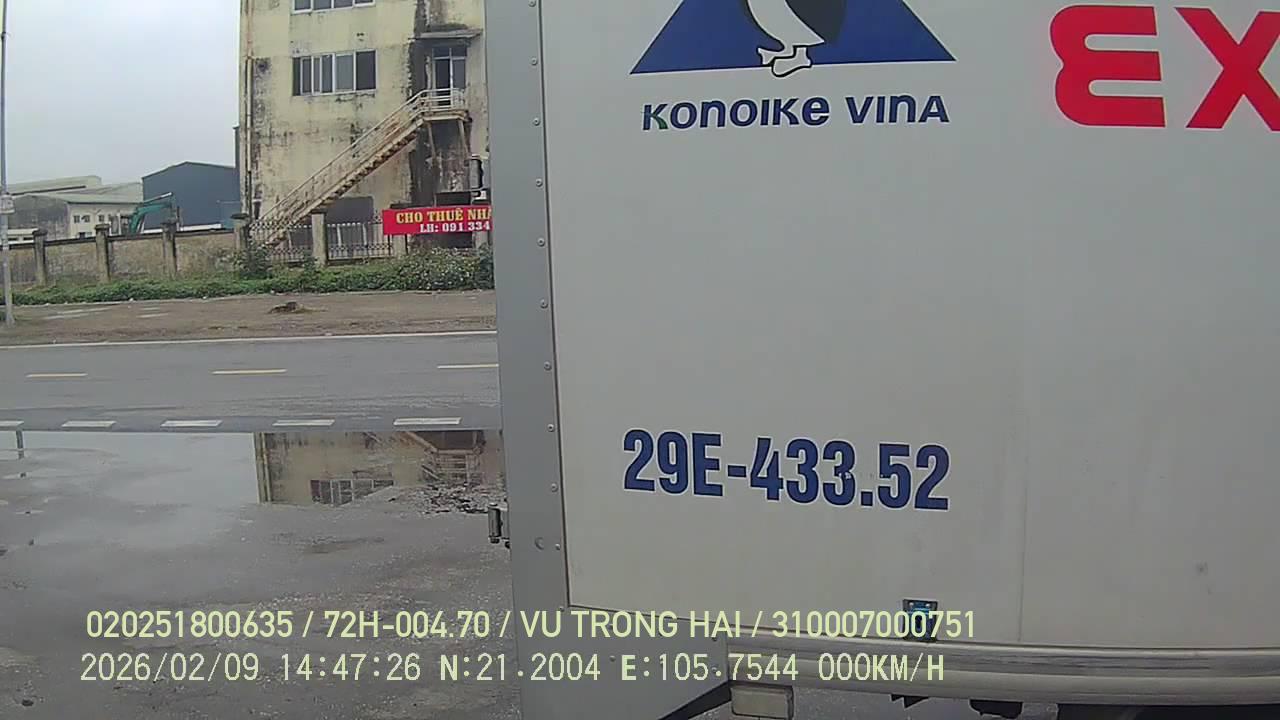 KONOIKE VINA
EX
CHO THUÊ NHÀ
LH: 091 334
29E-433.52
020251800635 / 72H-004.70 / VU TRONG HAI / 310007000751
2026/02/09 14:47:26 N:21.2004 E:105.7544 000KM/H